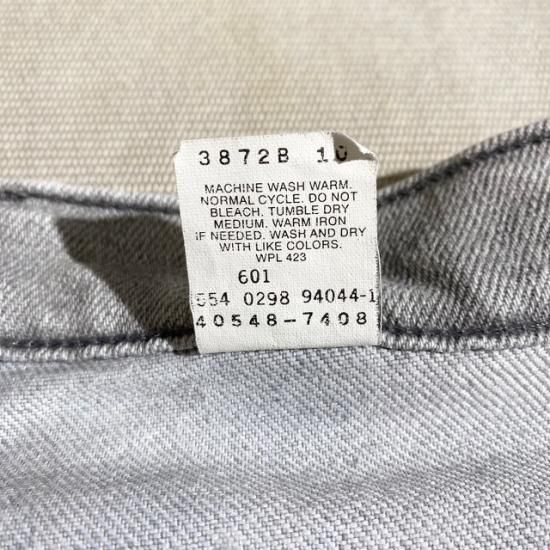 3872B 10
MACHINE WASH WARM.
NORMAL CYCLE. DO NOT
BLEACH. TUMBLE DRY
MEDIUM. WARM IRON
IF NEEDED. WASH AND DRY
WITH LIKE COLORS.
WPL 423
601
554 0298 94044-1
40548-7408